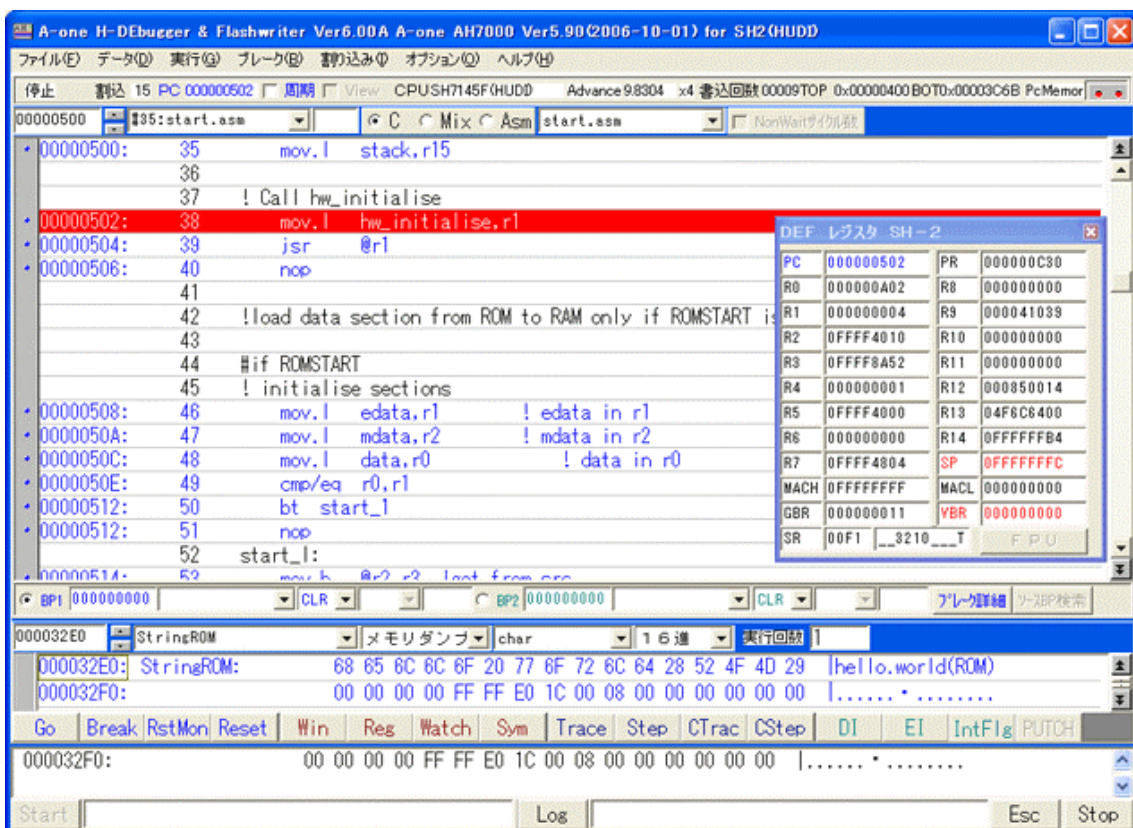 A-one H-DEbugger & Flashwriter Ver6.00A A-one AH7000 Ver5.90(2006-10-01) for SH2(HUDI)
ファイル(F) データ(D) 実行(G) ブレーク(B) 割り込み(I) オプション(O) ヘルプ(H)
停止 割込 15 PC 000000502 周期 View CPUSH7145F(HUDI) Advance 9.8304 x4 書込回数 00009TOP 0x00000400 BOT0x00003C6B PcMemor
00000500 #35:start.asm C Mix Asm start.asm NonWaitサイクル数
00000500: 35 mov.l stack,r15
36
37 ! Call hw_initialise
00000502: 38 mov.l hw_initialise,r1
00000504: 39 jsr @r1
00000506: 40 nop
41
42 !load data section from ROM to RAM only if ROMSTART is
43
44 #if ROMSTART
45 ! initialise sections
00000508: 46 mov.l edata,r1 ! edata in r1
0000050A: 47 mov.l mdata,r2 ! mdata in r2
0000050C: 48 mov.l data,r0 ! data in r0
0000050E: 49 cmp/eq r0,r1
00000512: 50 bt start_1
00000512: 51 nop
52 start_l:
00000514: 53 mov.b @r2,r3 !get from src
DEF レジスタ SH-2
PC 000000502 PR 000000C30
R0 000000A02 R8 000000000
R1 000000004 R9 000041039
R2 0FFFF4010 R10 000000000
R3 0FFFF8A52 R11 000000000
R4 000000001 R12 000850014
R5 0FFFF4000 R13 04F6C6400
R6 000000000 R14 0FFFFFFB4
R7 0FFFF4804 SP 0FFFFFFFC
MACH 0FFFFFFFF MACL 000000000
GBR 000000011 VBR 000000000
SR 00F1 __3210___T FPU
BP1 000000000 CLR BP2 000000000 CLR ブレーク詳細 ソースBP検索
000032E0 StringROM メモリダンプ char 16進 実行回数 1
000032E0: StringROM: 68 65 6C 6C 6F 20 77 6F 72 6C 64 28 52 4F 4D 29 |hello.world(ROM)
000032F0: 00 00 00 00 FF FF E0 1C 00 08 00 00 00 00 00 00 |......・........
Go Break RstMon Reset Win Reg Watch Sym Trace Step CTrac CStep DI EI IntFlg PUTCH
000032F0: 00 00 00 00 FF FF E0 1C 00 08 00 00 00 00 00 00 |......・........
Start Log Esc Stop